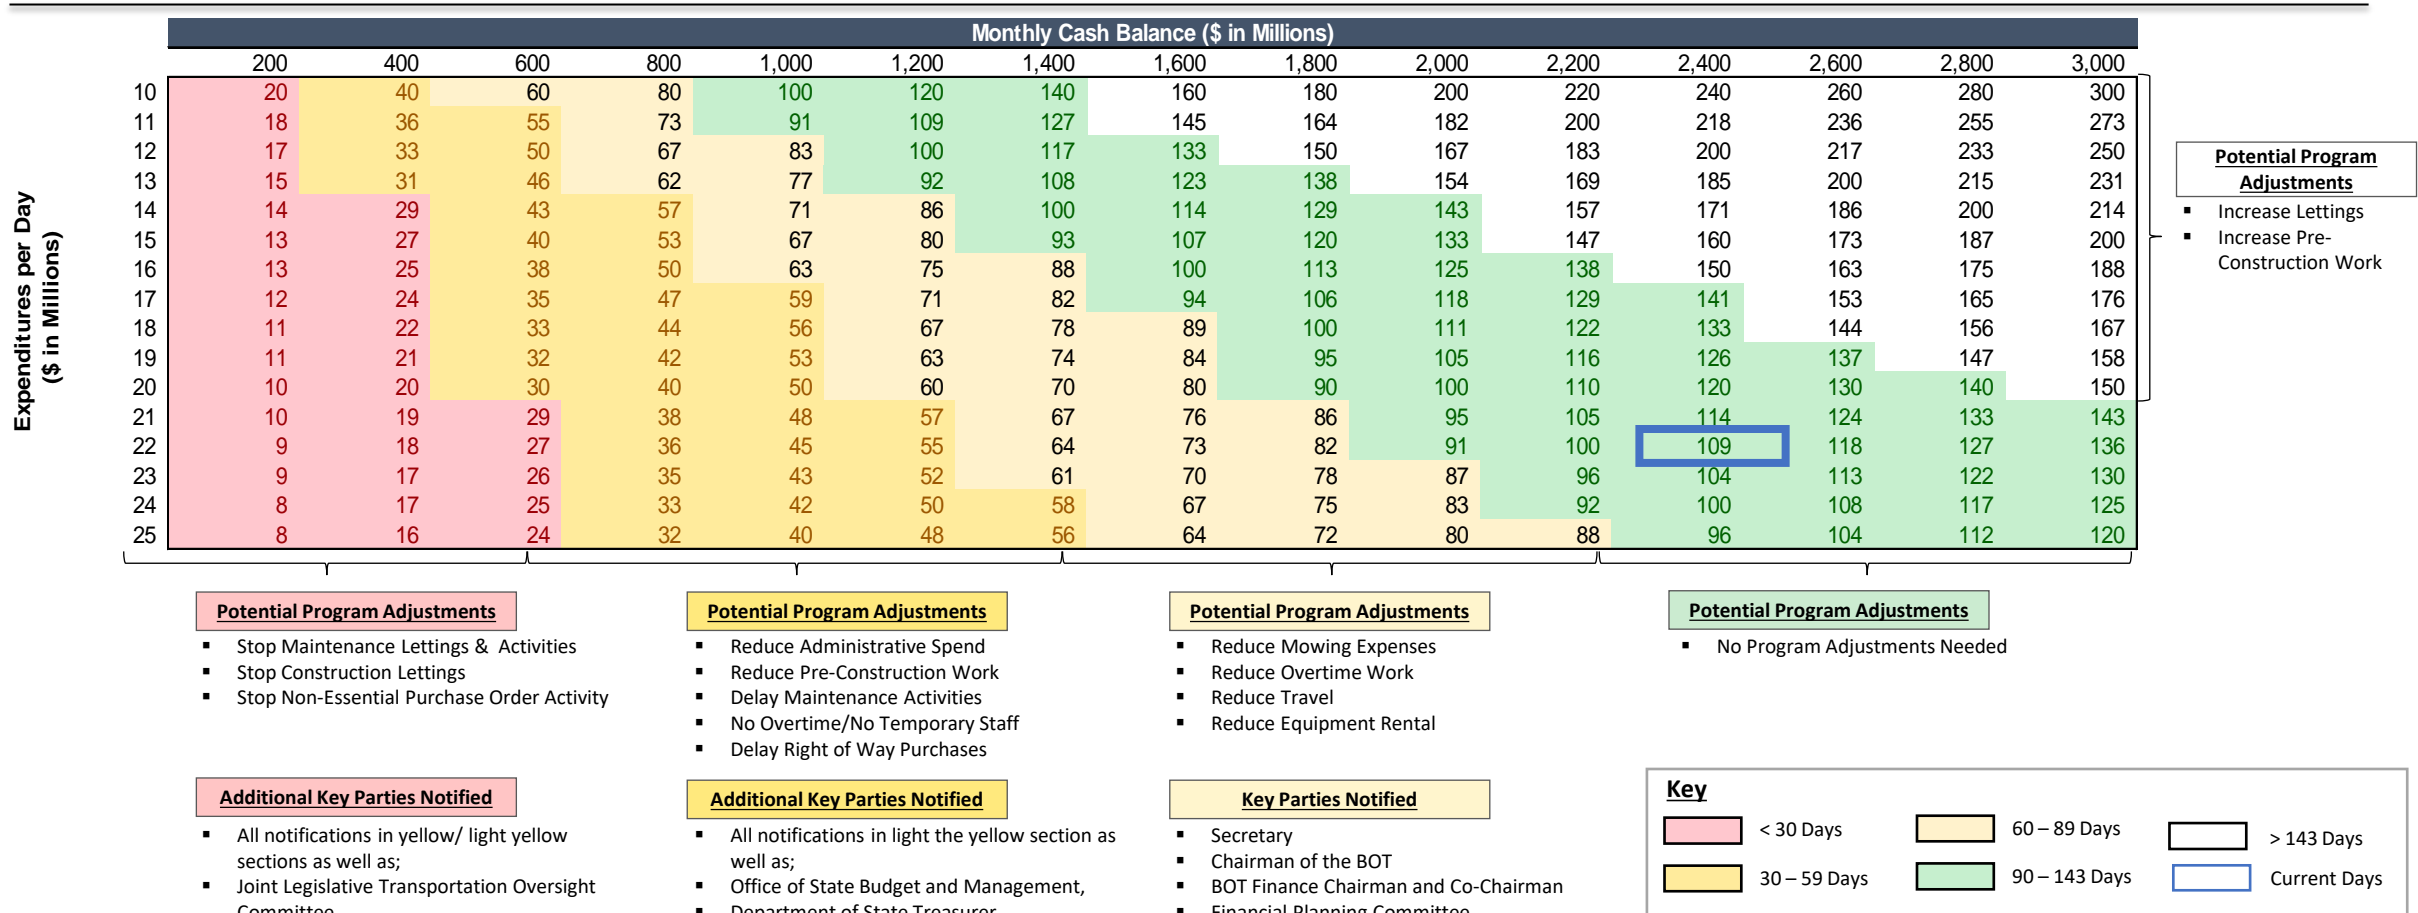 Monthly Cash Balance ($ in Millions)
200 400 600 800 1,000 1,200 1,400 1,600 1,800 2,000 2,200 2,400 2,600 2,800 3,000
Expenditures per Day
($ in Millions)
10 20 40 60 80 100 120 140 160 180 200 220 240 260 280 300
11 18 36 55 73 91 109 127 145 164 182 200 218 236 255 273
12 17 33 50 67 83 100 117 133 150 167 183 200 217 233 250
13 15 31 46 62 77 92 108 123 138 154 169 185 200 215 231
14 14 29 43 57 71 86 100 114 129 143 157 171 186 200 214
15 13 27 40 53 67 80 93 107 120 133 147 160 173 187 200
16 13 25 38 50 63 75 88 100 113 125 138 150 163 175 188
17 12 24 35 47 59 71 82 94 106 118 129 141 153 165 176
18 11 22 33 44 56 67 78 89 100 111 122 133 144 156 167
19 11 21 32 42 53 63 74 84 95 105 116 126 137 147 158
20 10 20 30 40 50 60 70 80 90 100 110 120 130 140 150
21 10 19 29 38 48 57 67 76 86 95 105 114 124 133 143
22 9 18 27 36 45 55 64 73 82 91 100 109 118 127 136
23 9 17 26 35 43 52 61 70 78 87 96 104 113 122 130
24 8 17 25 33 42 50 58 67 75 83 92 100 108 117 125
25 8 16 24 32 40 48 56 64 72 80 88 96 104 112 120
Potential Program
Adjustments
▪ Increase Lettings
▪ Increase Pre-
Construction Work
Potential Program Adjustments
▪ Stop Maintenance Lettings & Activities
▪ Stop Construction Lettings
▪ Stop Non-Essential Purchase Order Activity
Potential Program Adjustments
▪ Reduce Administrative Spend
▪ Reduce Pre-Construction Work
▪ Delay Maintenance Activities
▪ No Overtime/No Temporary Staff
▪ Delay Right of Way Purchases
Potential Program Adjustments
▪ Reduce Mowing Expenses
▪ Reduce Overtime Work
▪ Reduce Travel
▪ Reduce Equipment Rental
Potential Program Adjustments
▪ No Program Adjustments Needed
Additional Key Parties Notified
▪ All notifications in yellow/ light yellow
sections as well as;
▪ Joint Legislative Transportation Oversight
Committee
Additional Key Parties Notified
▪ All notifications in light the yellow section as
well as;
▪ Office of State Budget and Management,
▪ Department of State Treasurer
Key Parties Notified
▪ Secretary
▪ Chairman of the BOT
▪ BOT Finance Chairman and Co-Chairman
▪ Financial Planning Committee
Key
< 30 Days
60 – 89 Days
> 143 Days
30 – 59 Days
90 – 143 Days
Current Days